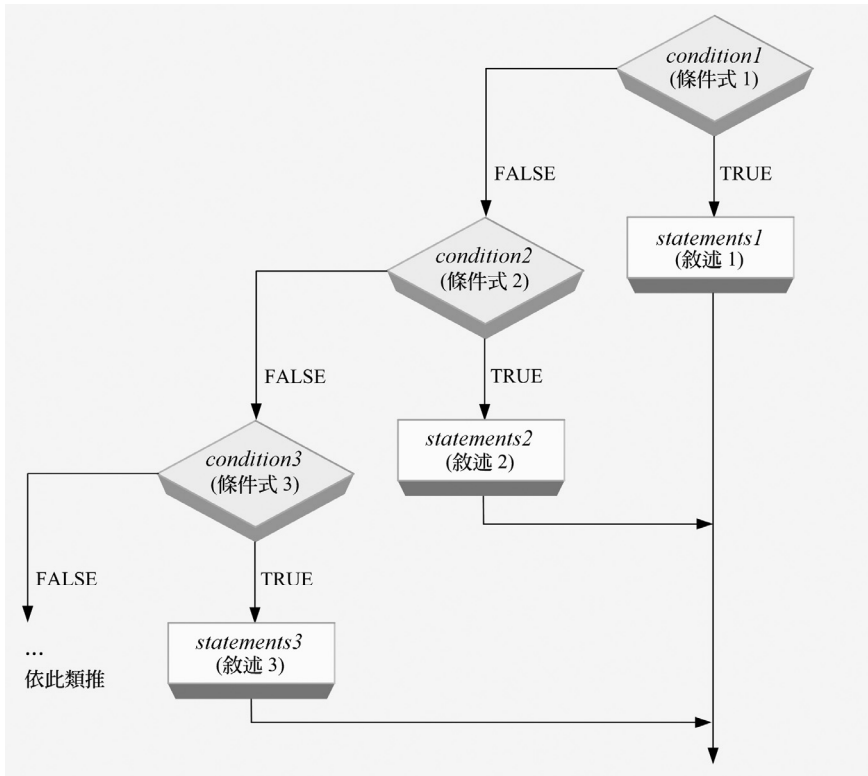 condition1
(條件式 1)
FALSE
TRUE
condition2
(條件式 2)
statements1
(敘述 1)
FALSE
TRUE
condition3
(條件式 3)
statements2
(敘述 2)
FALSE
TRUE
...
依此類推
statements3
(敘述 3)